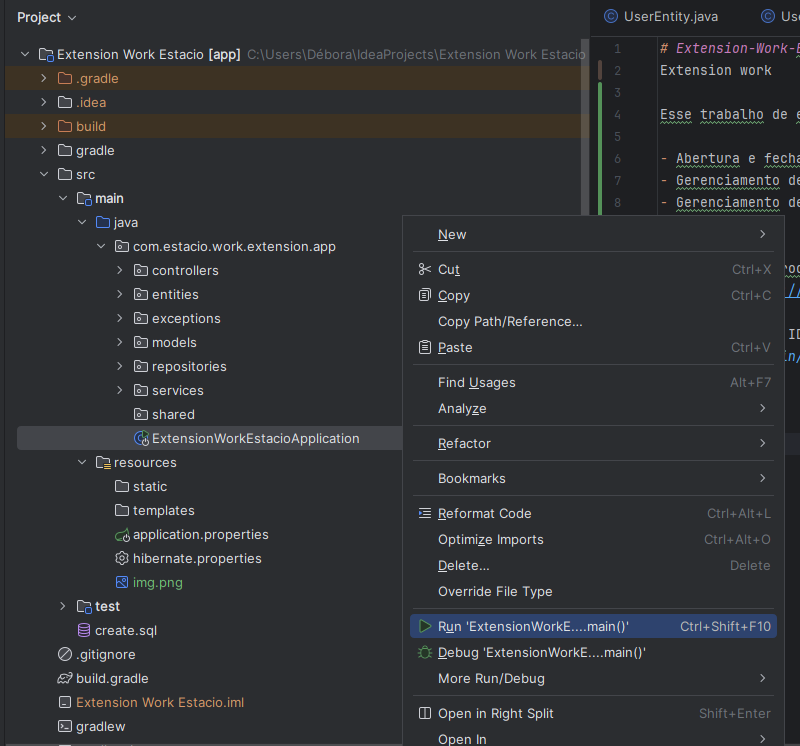 Project
UserEntity.java
Use
Extension Work Estacio [app] C:\Users\Débora\IdeaProjects\Extension Work Estacio
.gradle
.idea
build
gradle
src
main
java
com.estacio.work.extension.app
controllers
entities
exceptions
models
repositories
services
shared
ExtensionWorkEstacioApplication
resources
static
templates
application.properties
hibernate.properties
img.png
test
create.sql
.gitignore
build.gradle
Extension Work Estacio.iml
gradlew
1 # Extension-Work-E
2 Extension work
3
4 Esse trabalho de e
5
6 - Abertura e fecha
7 - Gerenciamento de
8 - Gerenciamento de
New
Cut Ctrl+X
Copy Ctrl+C
Copy Path/Reference...
Paste Ctrl+V
Find Usages Alt+F7
Analyze
Refactor
Bookmarks
Reformat Code Ctrl+Alt+L
Optimize Imports Ctrl+Alt+O
Delete... Delete
Override File Type
Run 'ExtensionWorkE....main()' Ctrl+Shift+F10
Debug 'ExtensionWorkE....main()'
More Run/Debug
Open in Right Split Shift+Enter
Open In